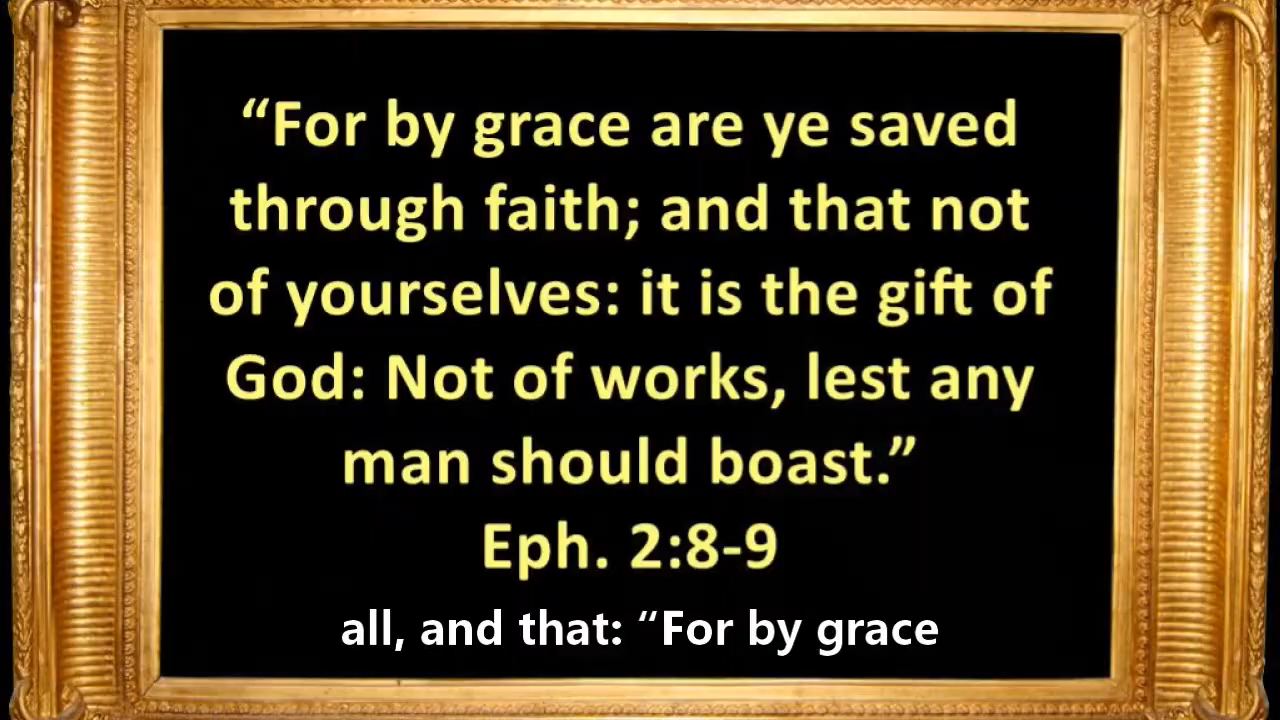 “For by grace are ye saved
through faith; and that not
of yourselves: it is the gift of
God: Not of works, lest any
man should boast.”
Eph. 2:8-9
all, and that: “For by grace